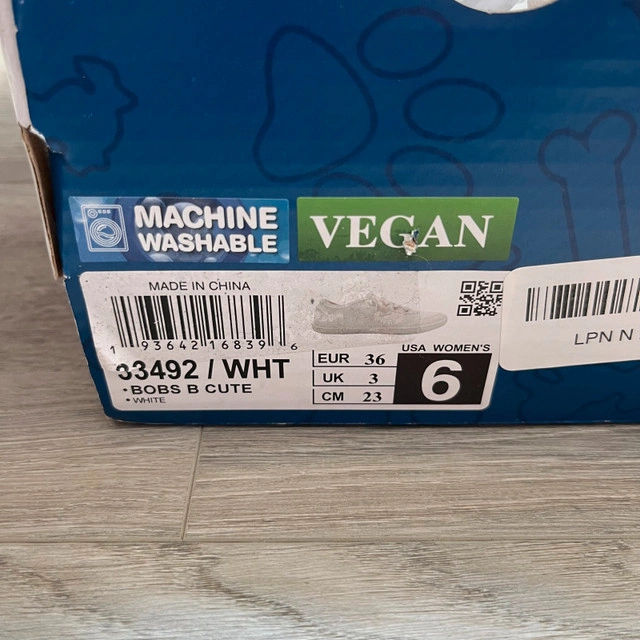 MACHINE
WASHABLE
VEGAN
MADE IN CHINA
1 93642 16839 6
33492 / WHT
•BOBS B CUTE
• WHITE
EUR 36
UK 3
CM 23
USA WOMEN'S
6
LPN N